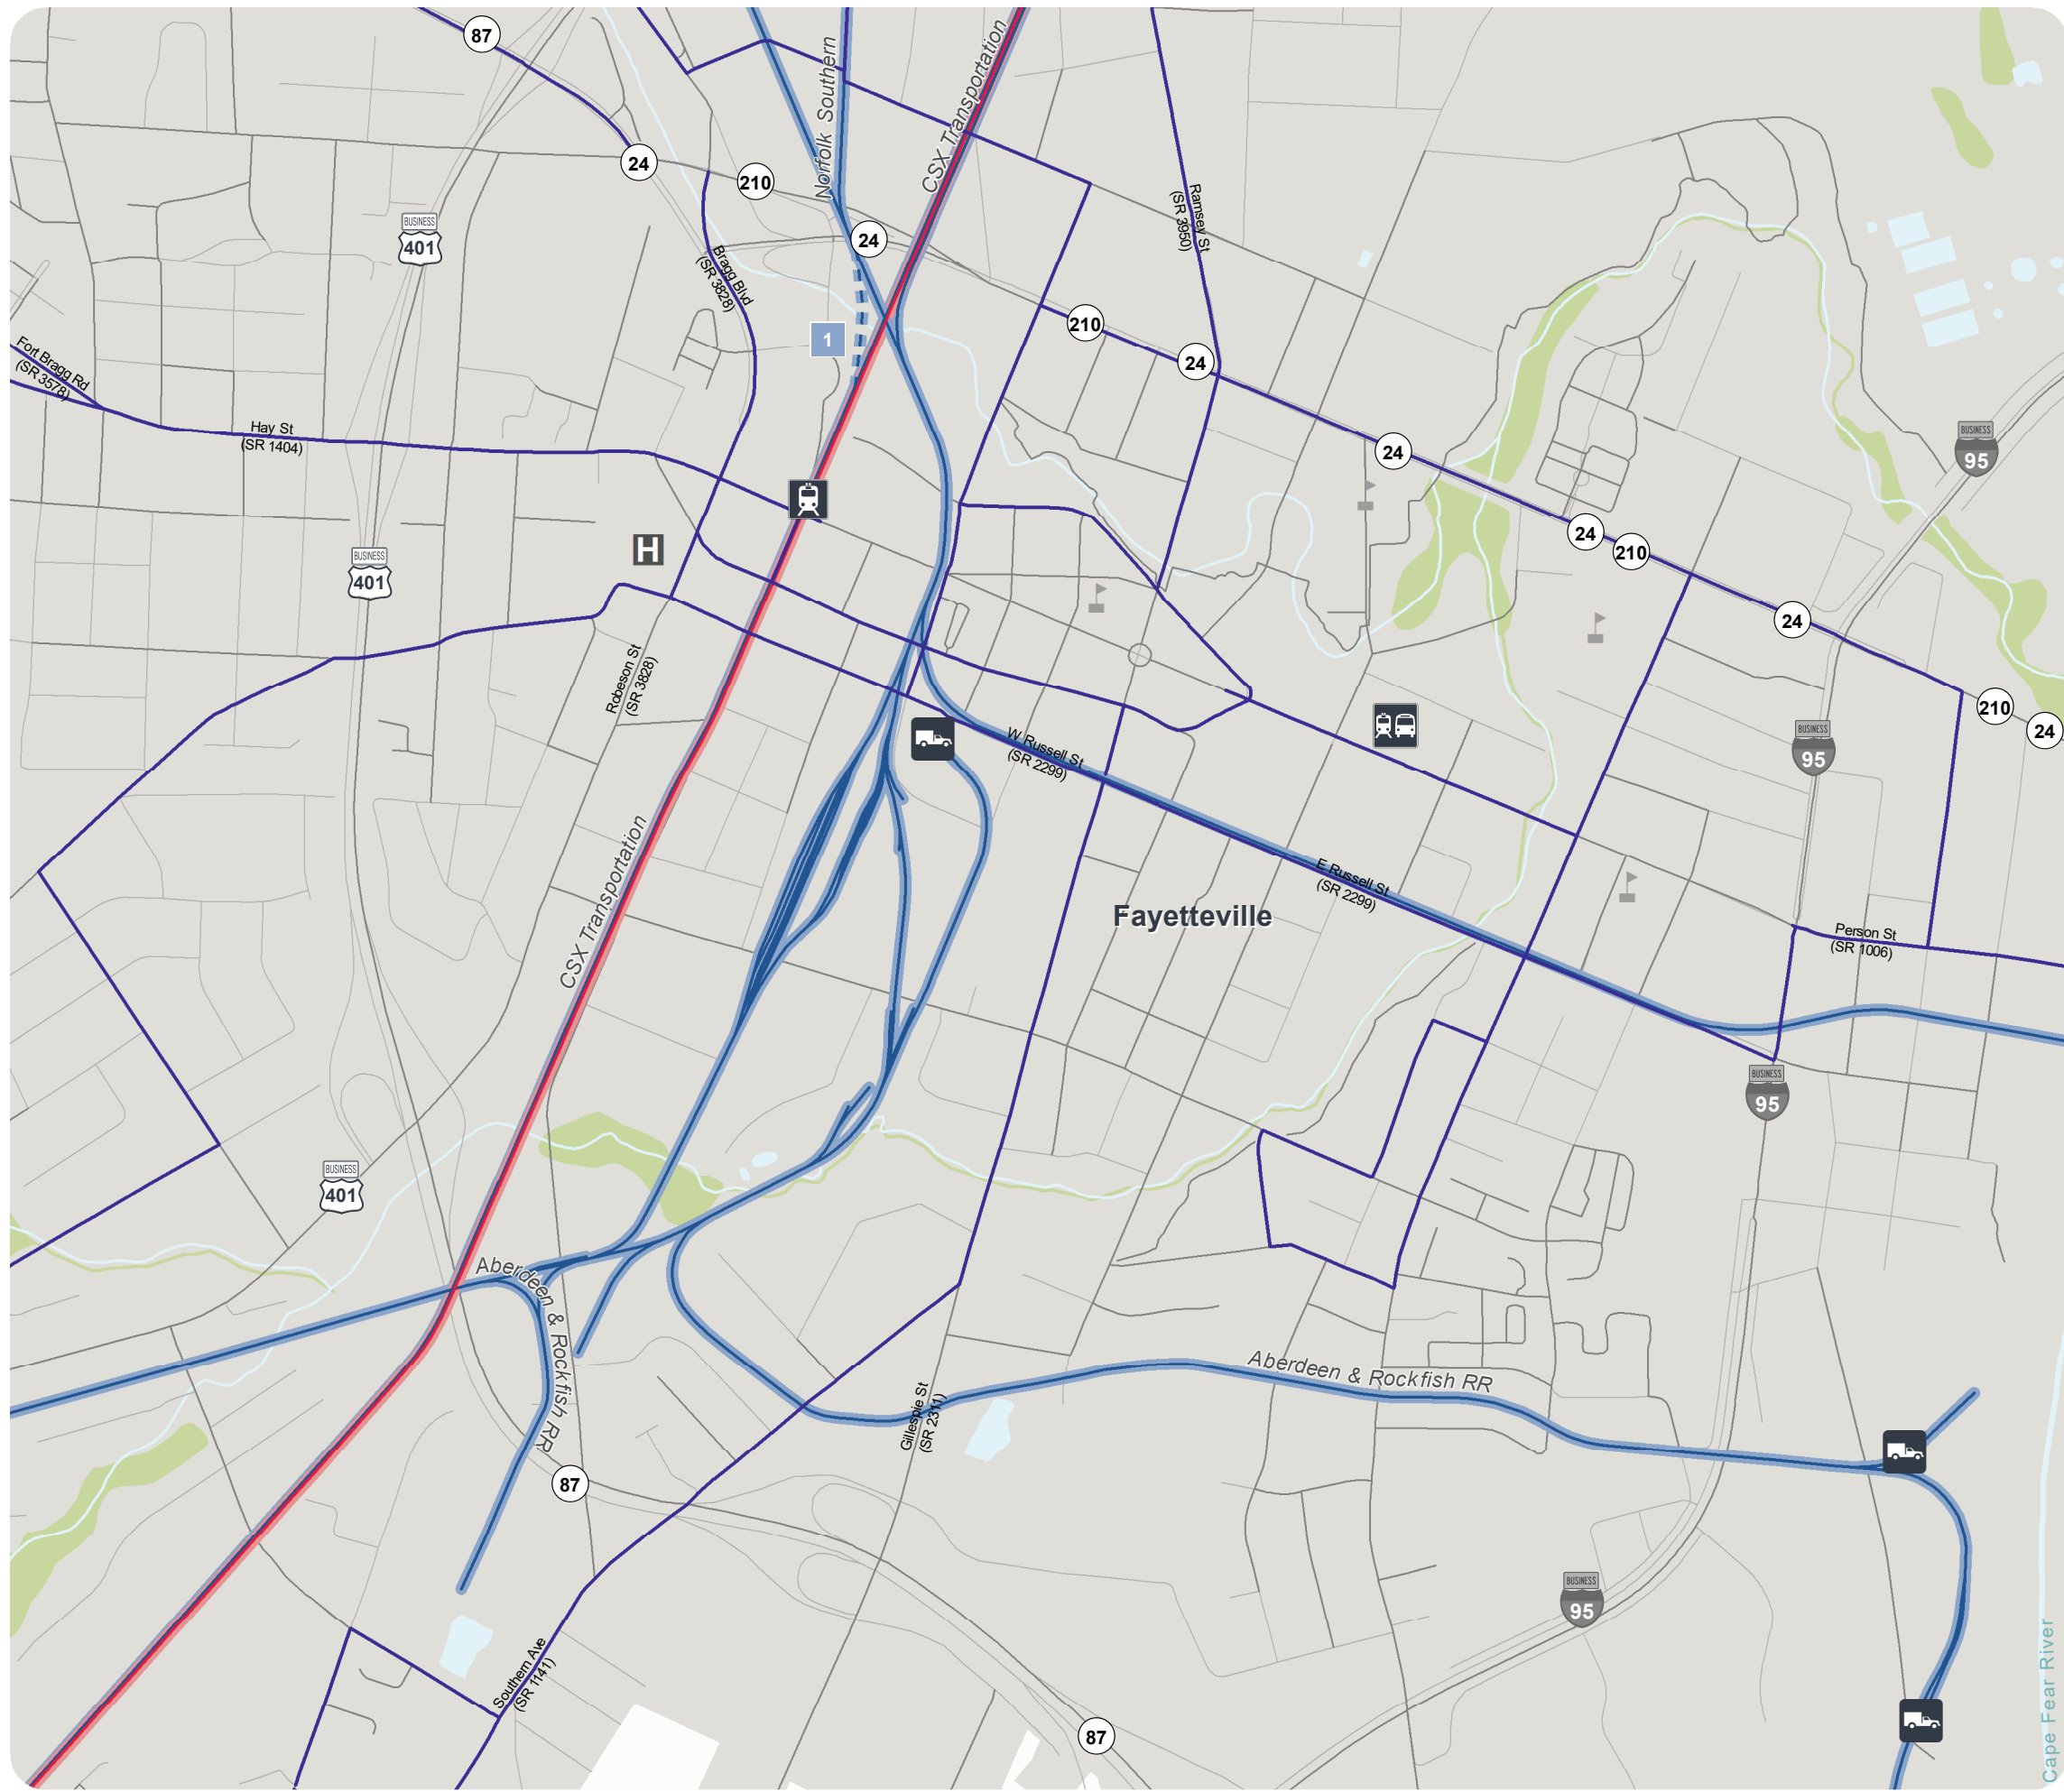 87
Norfolk Southern
CSX Transportation
24
210
Ramsey St
(SR 3950)
BUSINESS
401
24
Bragg Blvd
(SR 3828)
210
1
24
Fort Bragg Rd
(SR 3578)
Hay St
(SR 1404)
24
BUSINESS
95
24
210
H
BUSINESS
401
24
Robeson St
(SR 3828)
210
24
W Russell St
(SR 2299)
BUSINESS
95
CSX Transportation
E Russell St
(SR 2299)
Fayetteville
Person St
(SR 1006)
BUSINESS
95
BUSINESS
401
Aberdeen & Rockfish RR
Aberdeen & Rockfish RR
Gillespie St
(SR 2311)
87
BUSINESS
95
Southern Ave
(SR 1141)
Cape Fear River
87